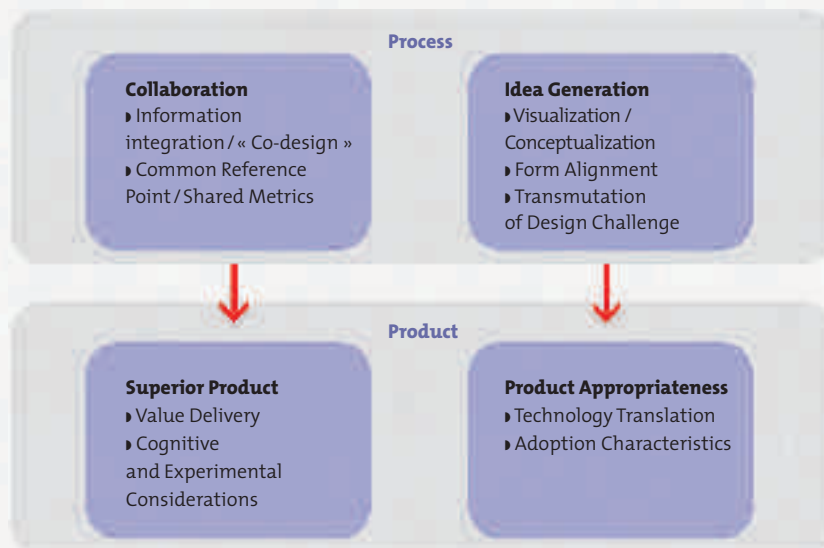 Process
Collaboration
◗ Information
integration/« Co-design »
◗ Common Reference
Point/Shared Metrics
Idea Generation
◗ Visualization /
Conceptualization
◗ Form Alignment
◗ Transmutation
of Design Challenge
Product
Superior Product
◗ Value Delivery
◗ Cognitive
and Experimental
Considerations
Product Appropriateness
◗ Technology Translation
◗ Adoption Characteristics